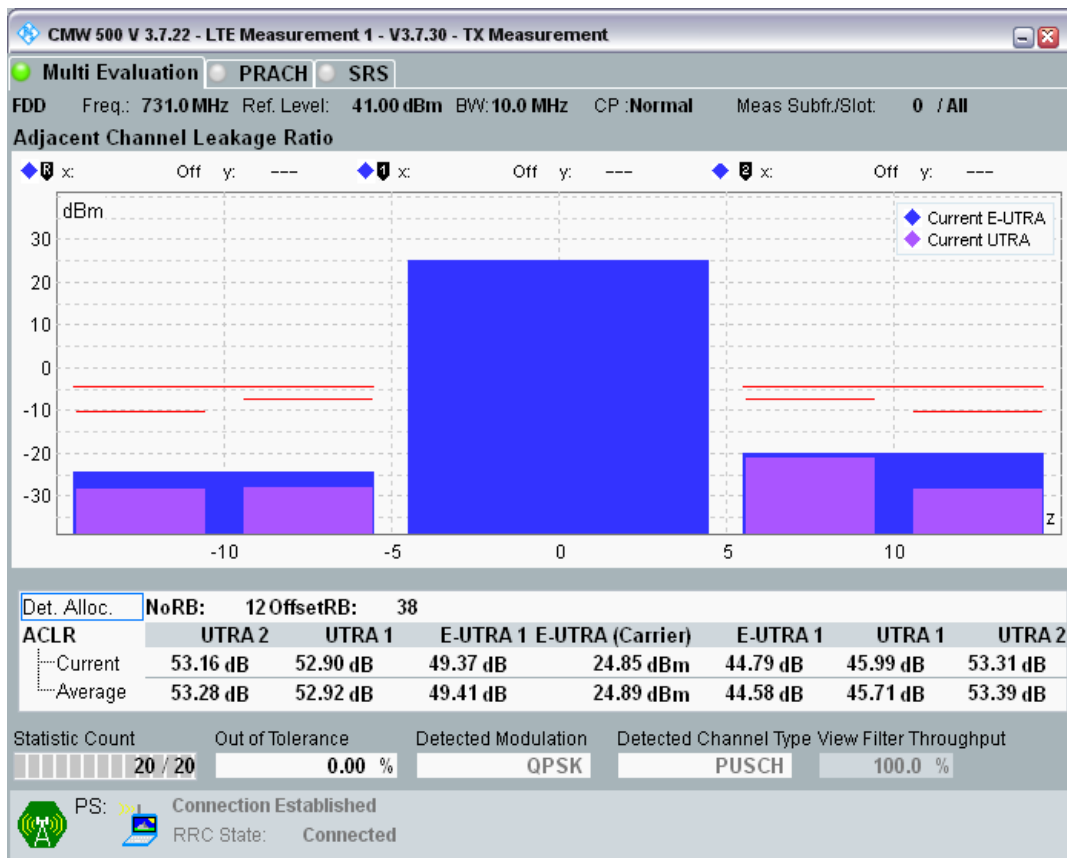 CMW 500 V 3.7.22 - LTE Measurement 1 - V3.7.30 - TX Measurement
Multi Evaluation PRACH SRS
FDD Freq.: 731.0 MHz Ref. Level: 41.00 dBm BW: 10.0 MHz CP :Normal Meas Subfr./Slot: 0 / All
Adjacent Channel Leakage Ratio
R x: Off y: --- 1 x: Off y: --- 2 x: Off y: ---
dBm
Current E-UTRA
Current UTRA
30
20
10
0
-10
-20
-30
z
-10 -5 0 5 10
Det. Alloc. NoRB: 12 OffsetRB: 38
ACLR UTRA 2 UTRA 1 E-UTRA 1 E-UTRA (Carrier) E-UTRA 1 UTRA 1 UTRA 2
Current 53.16 dB 52.90 dB 49.37 dB 24.85 dBm 44.79 dB 45.99 dB 53.31 dB
Average 53.28 dB 52.92 dB 49.41 dB 24.89 dBm 44.58 dB 45.71 dB 53.39 dB
Statistic Count Out of Tolerance Detected Modulation Detected Channel Type View Filter Throughput
20 / 20 0.00 % QPSK PUSCH 100.0 %
PS: Connection Established
RRC State: Connected